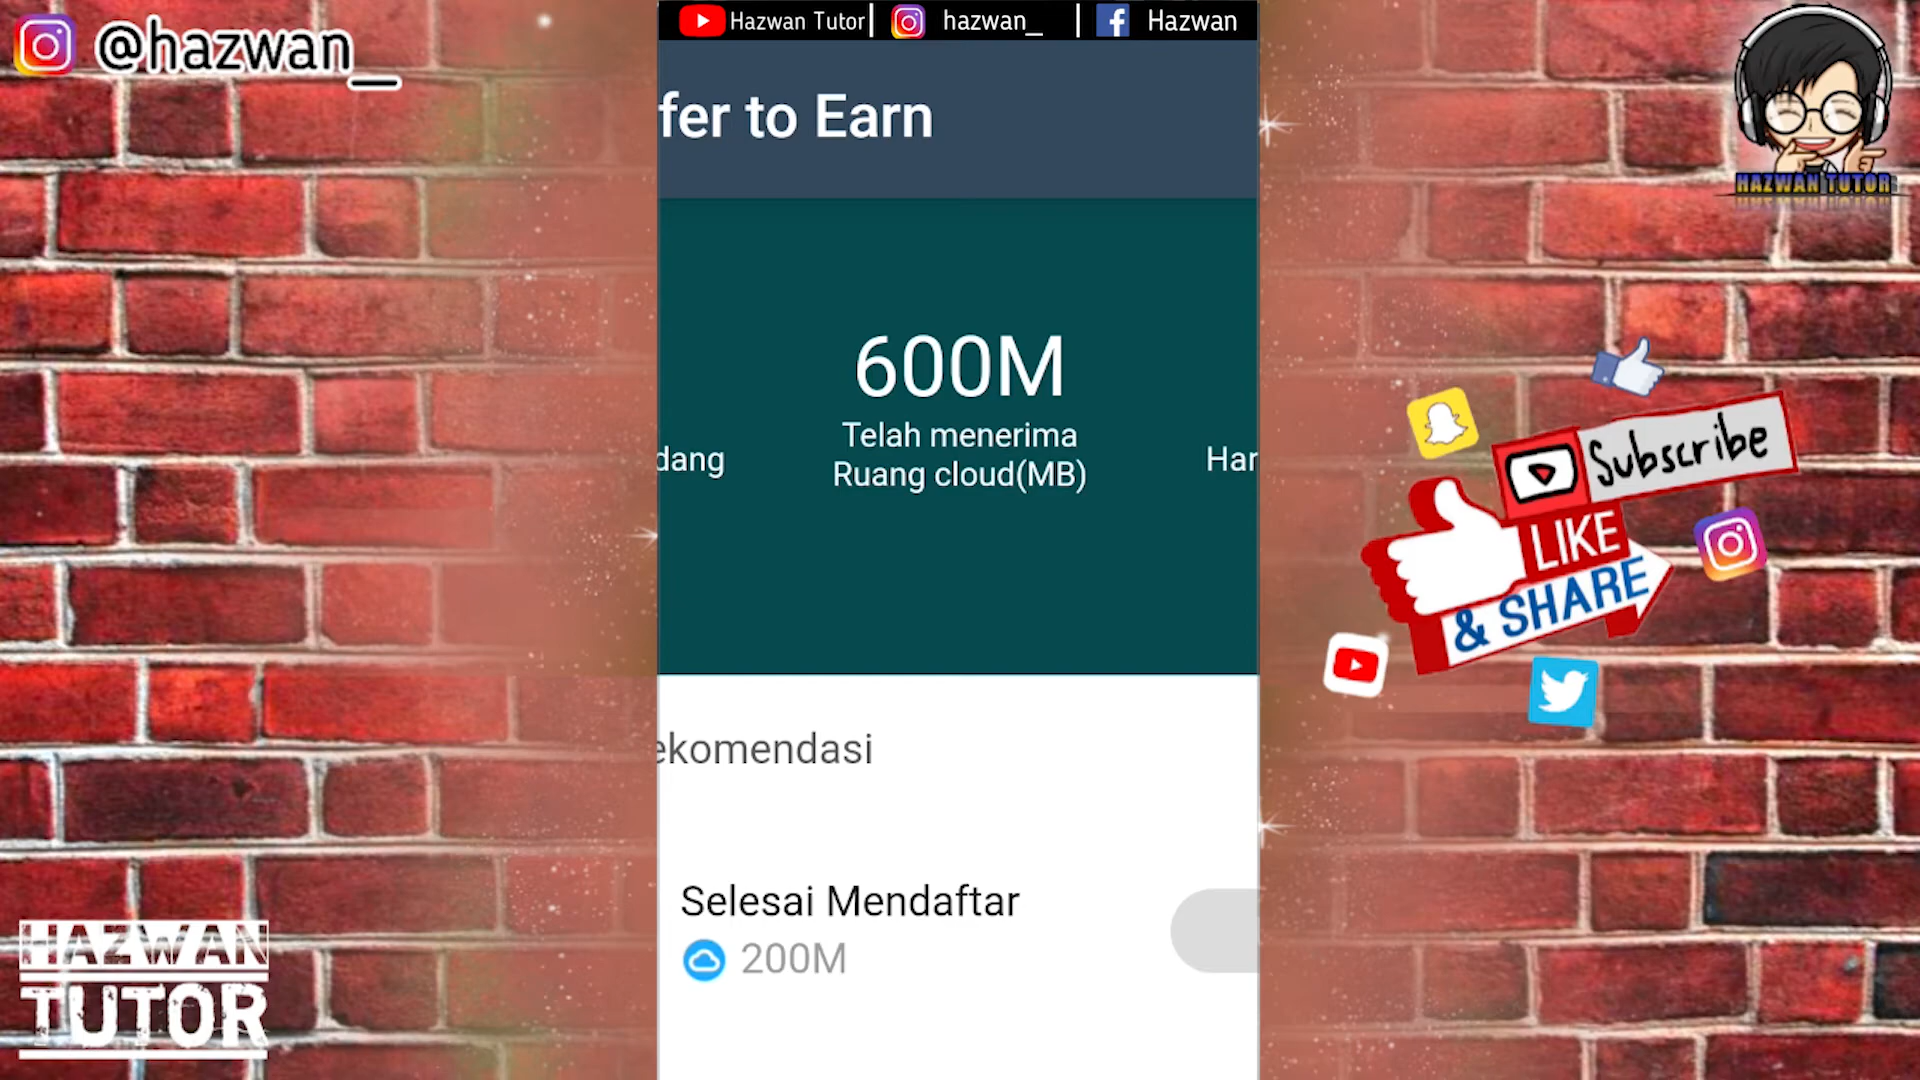 @hazwan_
Hazwan Tutor | hazwan_ | Hazwan
fer to Earn
HAZWAN TUTOR
600M
Telah menerima
Ruang cloud(MB)
dang
Har
Subscribe
LIKE
& SHARE
ekomendasi
Selesai Mendaftar
200M
HAZWAN
TUTOR